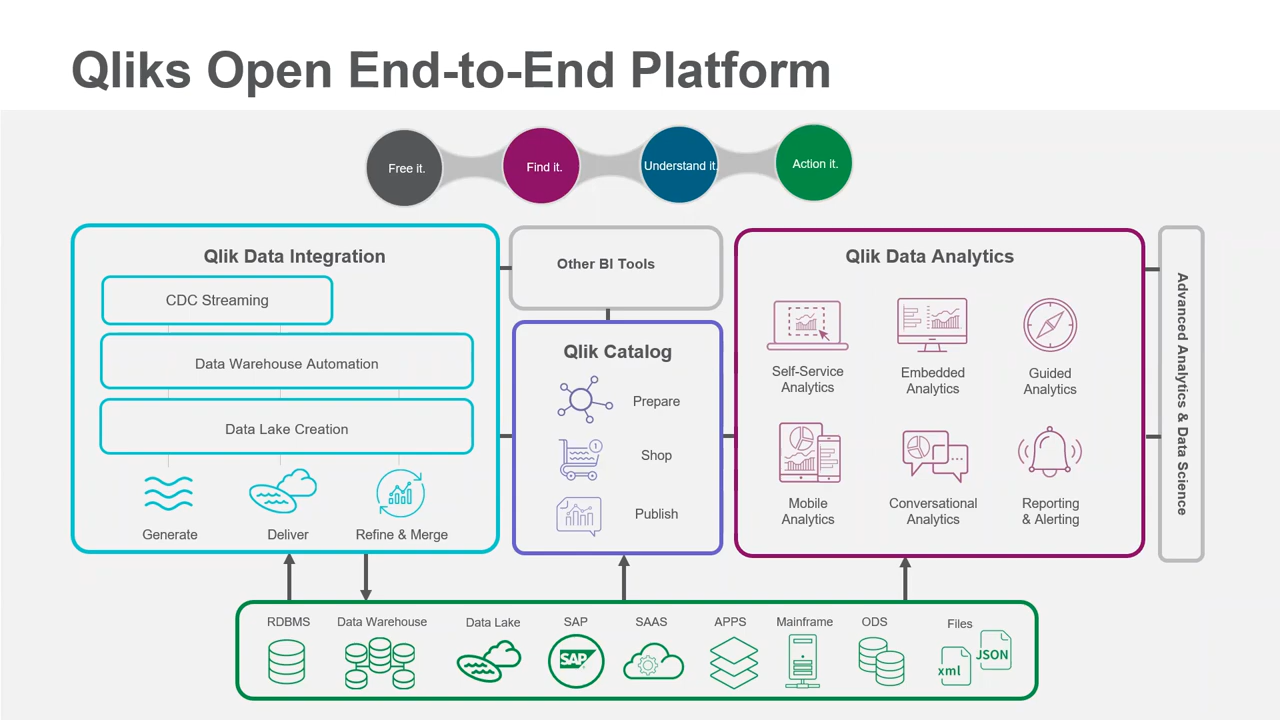 Qliks Open End-to-End Platform
Free it.
Find it.
Understand it.
Action it.
Qlik Data Integration
CDC Streaming
Data Warehouse Automation
Data Lake Creation
Generate
Deliver
Refine & Merge
Other BI Tools
Qlik Catalog
Prepare
1
Shop
Publish
Qlik Data Analytics
Self-Service
Analytics
Embedded
Analytics
Guided
Analytics
Mobile
Analytics
Conversational
Analytics
Reporting
& Alerting
Advanced Analytics & Data Science
RDBMS
Data Warehouse
Data Lake
SAP
SAAS
APPS
Mainframe
ODS
Files
SAP
xml
JSON